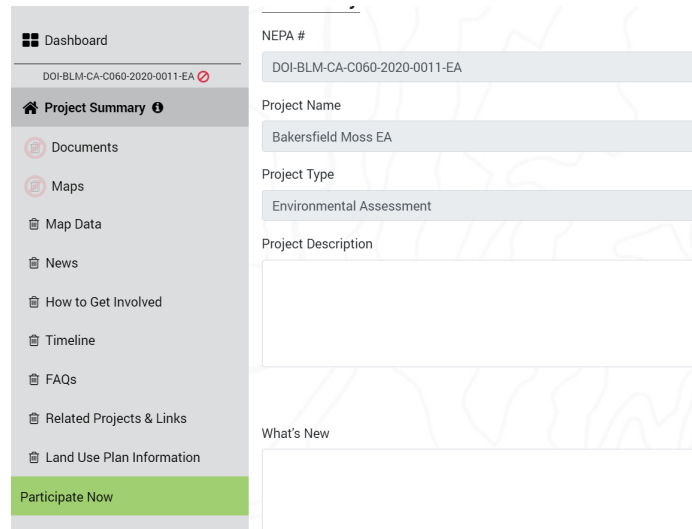 Dashboard
DOI-BLM-CA-C060-2020-0011-EA
Project Summary
Documents
Maps
Map Data
News
How to Get Involved
Timeline
FAQs
Related Projects & Links
Land Use Plan Information
Participate Now
NEPA #
DOI-BLM-CA-C060-2020-0011-EA
Project Name
Bakersfield Moss EA
Project Type
Environmental Assessment
Project Description
What's New